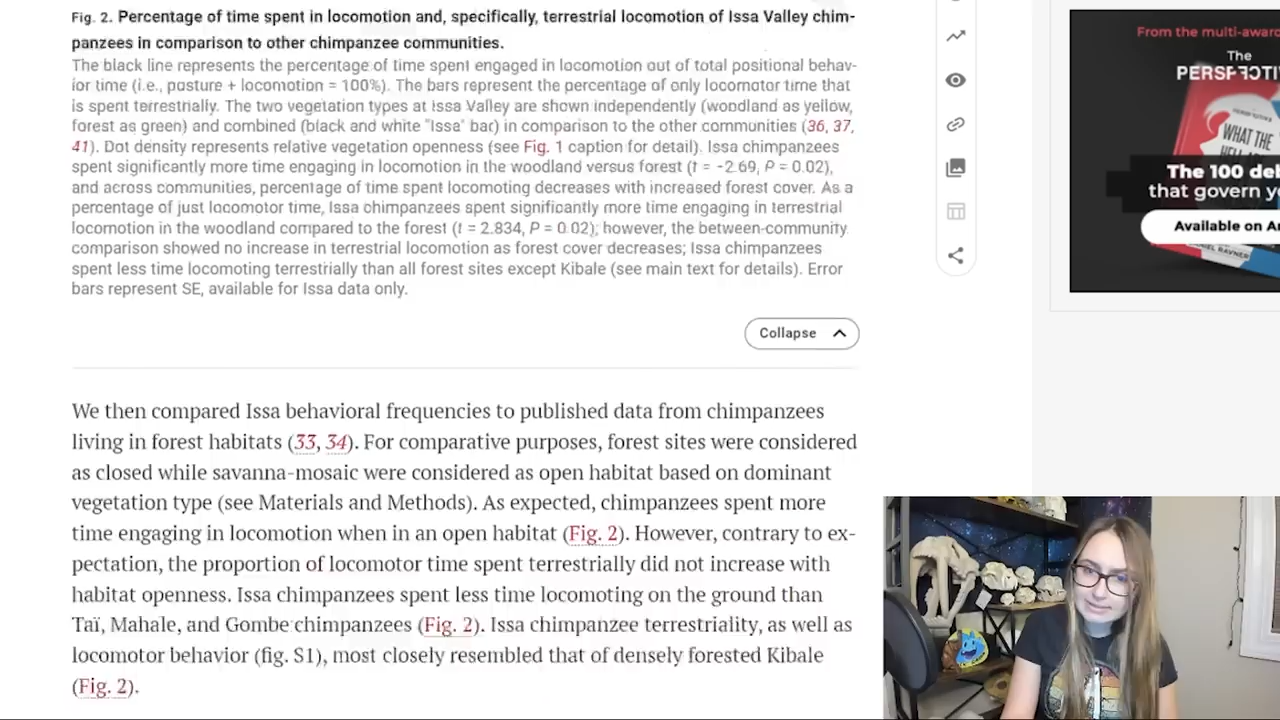 Fig. 2. Percentage of time spent in locomotion and, specifically, terrestrial locomotion of Issa Valley chim-
panzees in comparison to other chimpanzee communities.
The black line represents the percentage of time spent engaged in locomotion out of total positional behav-
ior time (i.e., posture + locomotion = 100%). The bars represent the percentage of only locomotor time that
is spent terrestrially. The two vegetation types at Issa Valley are shown independently (woodland as yellow,
forest as green) and combined (black and white "Issa" bar) in comparison to the other communities (36, 37,
41). Dot density represents relative vegetation openness (see Fig. 1 caption for detail). Issa chimpanzees
spent significantly more time engaging in locomotion in the woodland versus forest (t = -2.69, P = 0.02),
and across communities, percentage of time spent locomoting decreases with increased forest cover. As a
percentage of just locomotor time, Issa chimpanzees spent significantly more time engaging in terrestrial
locomotion in the woodland compared to the forest (t = 2.834, P = 0.02); however, the between-community
comparison showed no increase in terrestrial locomotion as forest cover decreases; Issa chimpanzees
spent less time locomoting terrestrially than all forest sites except Kibale (see main text for details). Error
bars represent SE, available for Issa data only.
Collapse
We then compared Issa behavioral frequencies to published data from chimpanzees
living in forest habitats (33, 34). For comparative purposes, forest sites were considered
as closed while savanna-mosaic were considered as open habitat based on dominant
vegetation type (see Materials and Methods). As expected, chimpanzees spent more
time engaging in locomotion when in an open habitat (Fig. 2). However, contrary to ex-
pectation, the proportion of locomotor time spent terrestrially did not increase with
habitat openness. Issa chimpanzees spent less time locomoting on the ground than
Taï, Mahale, and Gombe chimpanzees (Fig. 2). Issa chimpanzee terrestriality, as well as
locomotor behavior (fig. S1), most closely resembled that of densely forested Kibale
(Fig. 2).
From the multi-award
The
PERSPECTI
WHAT THE
The 100 deb
that govern yo
Available on A